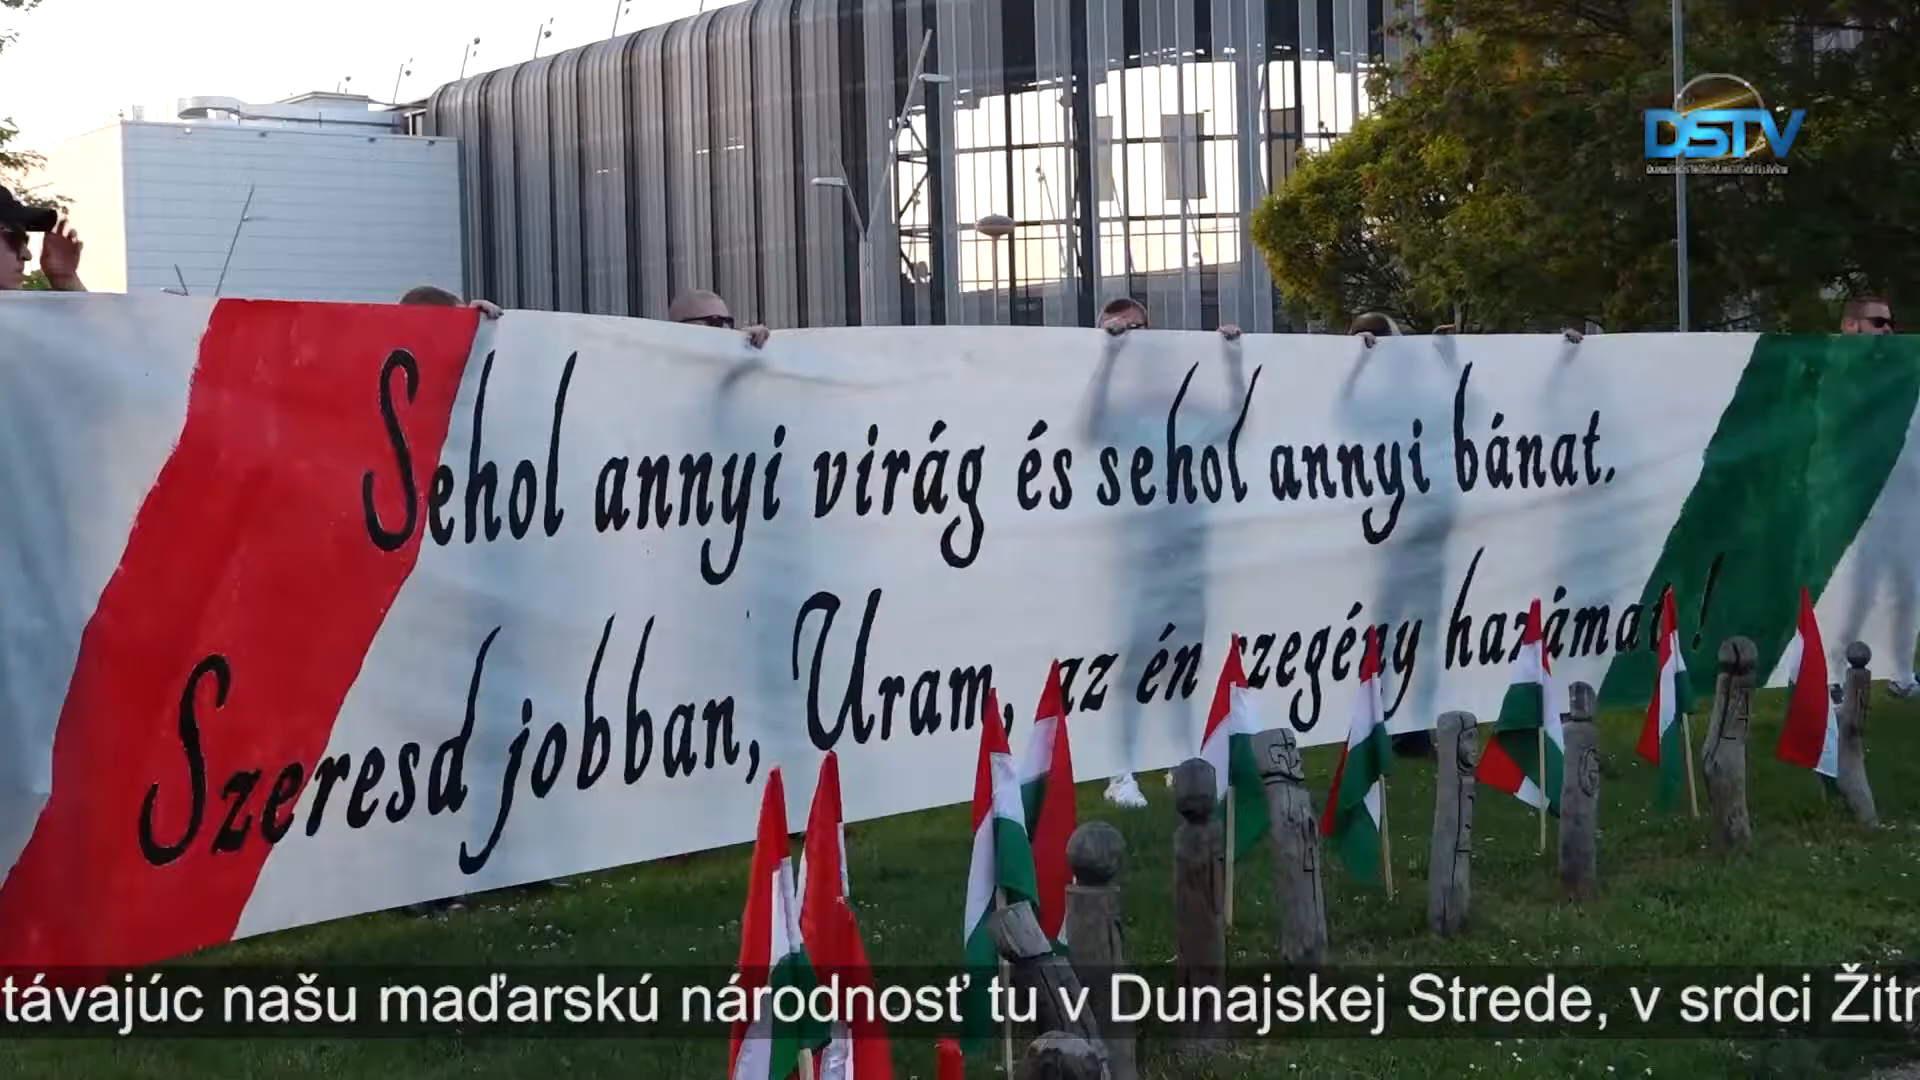 DSTV
Sehol annyi virág és sehol annyi bánat.
Szeresd jobban, Uram, az én szegény hazámat!
távajúc našu maďarskú národnosť tu v Dunajskej Strede, v srdci Žitn